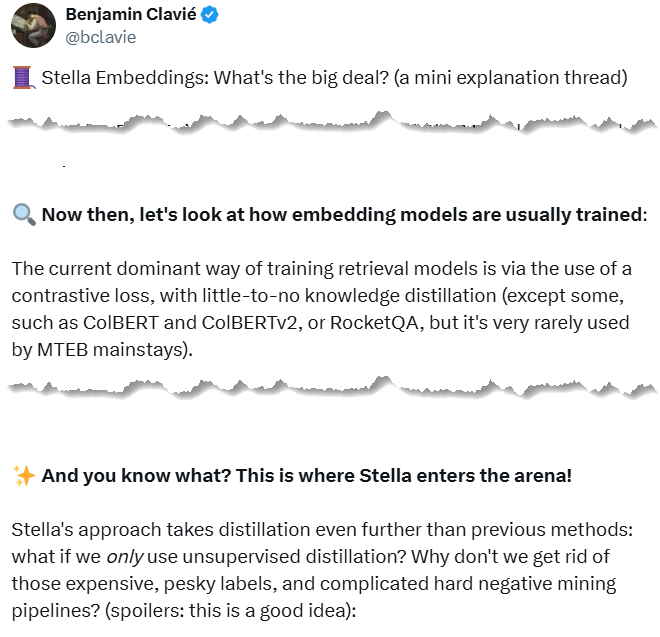 Benjamin Clavié
@bclavie
🧵 Stella Embeddings: What's the big deal? (a mini explanation thread)
🔍 Now then, let's look at how embedding models are usually trained:
The current dominant way of training retrieval models is via the use of a
contrastive loss, with little-to-no knowledge distillation (except some,
such as ColBERT and ColBERTv2, or RocketQA, but it's very rarely used
by MTEB mainstays).
✨ And you know what? This is where Stella enters the arena!
Stella's approach takes distillation even further than previous methods:
what if we only use unsupervised distillation? Why don't we get rid of
those expensive, pesky labels, and complicated hard negative mining
pipelines? (spoilers: this is a good idea):